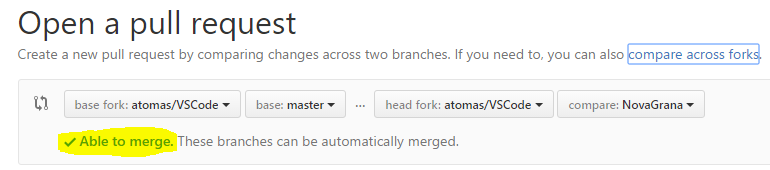 Open a pull request
Create a new pull request by comparing changes across two branches. If you need to, you can also compare across forks.
base fork: atomas/VSCode base: master ... head fork: atomas/VSCode compare: NovaGrana
✓ Able to merge. These branches can be automatically merged.